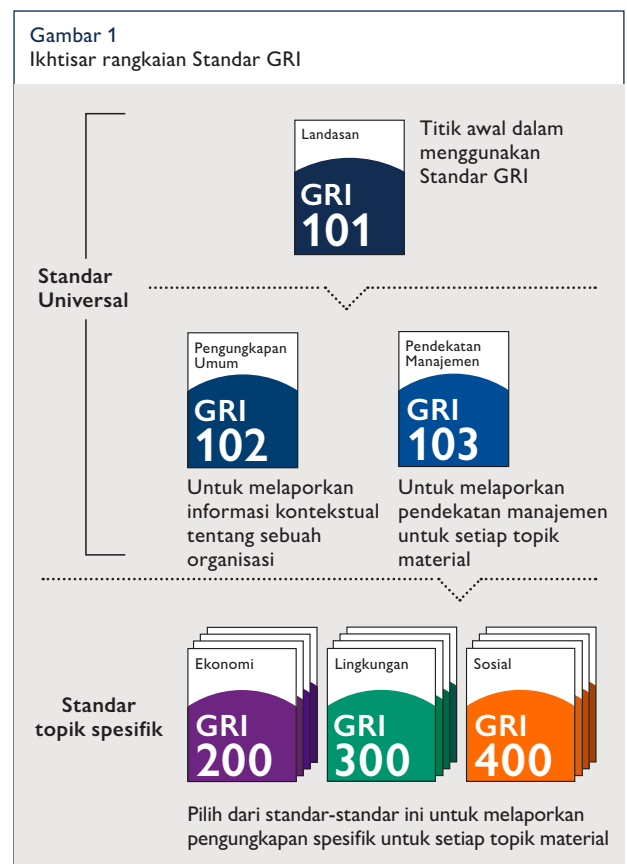 Gambar 1
Ikhtisar rangkaian Standar GRI
Landasan
GRI
101
Titik awal dalam
menggunakan
Standar GRI
Standar
Universal
Pengungkapan
Umum
GRI
102
Untuk melaporkan
informasi kontekstual
tentang sebuah
organisasi
Pendekatan
Manajemen
GRI
103
Untuk melaporkan
pendekatan manajemen
untuk setiap topik
material
Standar
topik spesifik
Ekonomi
GRI
200
Lingkungan
GRI
300
Sosial
GRI
400
Pilih dari standar-standar ini untuk melaporkan
pengungkapan spesifik untuk setiap topik material